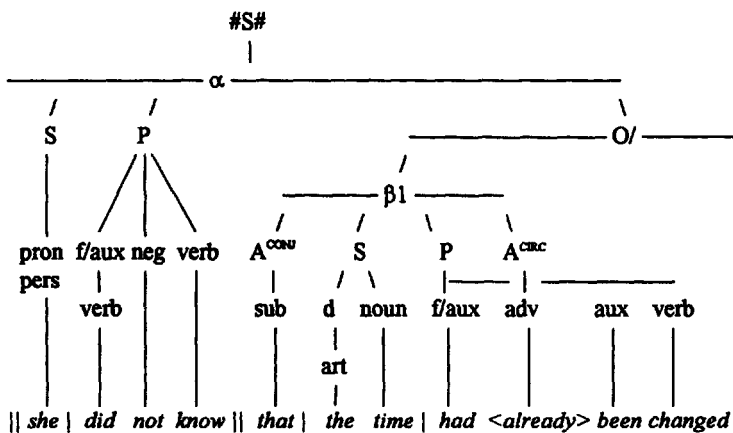 #S#
α
S P O/
β1
pron f/aux neg verb A^CONJ S P A^CIRC
pers
verb sub d noun f/aux adv aux verb
art
|| she | did not know || that | the time | had <already> been changed